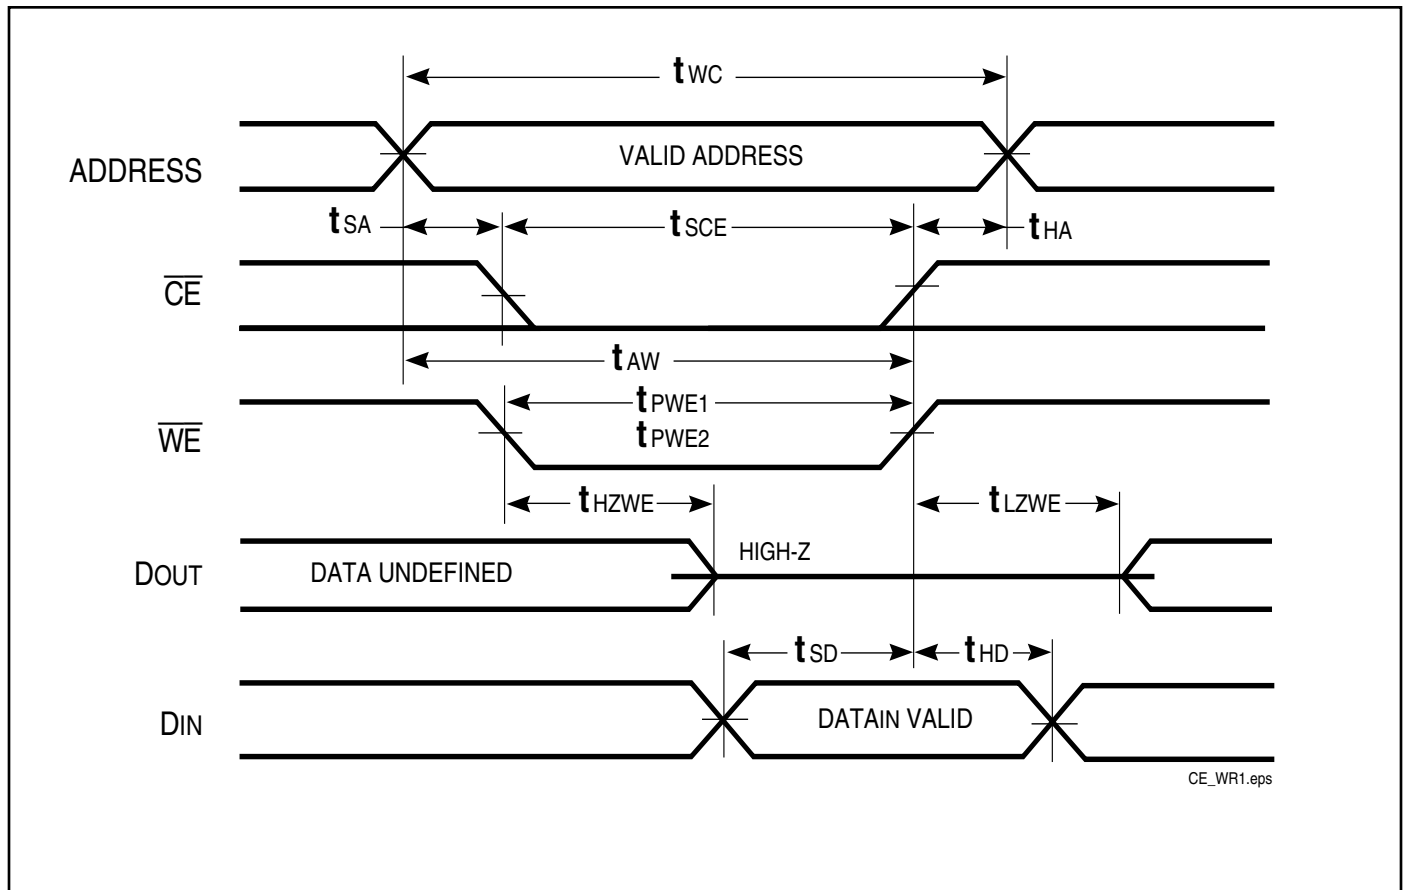 tWC
ADDRESS
VALID ADDRESS
tSA
tSCE
tHA
CE
tAW
tPWE1
WE
tPWE2
tHZWE
tLZWE
HIGH-Z
DOUT
DATA UNDEFINED
tSD
tHD
DIN
DATAIN VALID
CE_WR1.eps